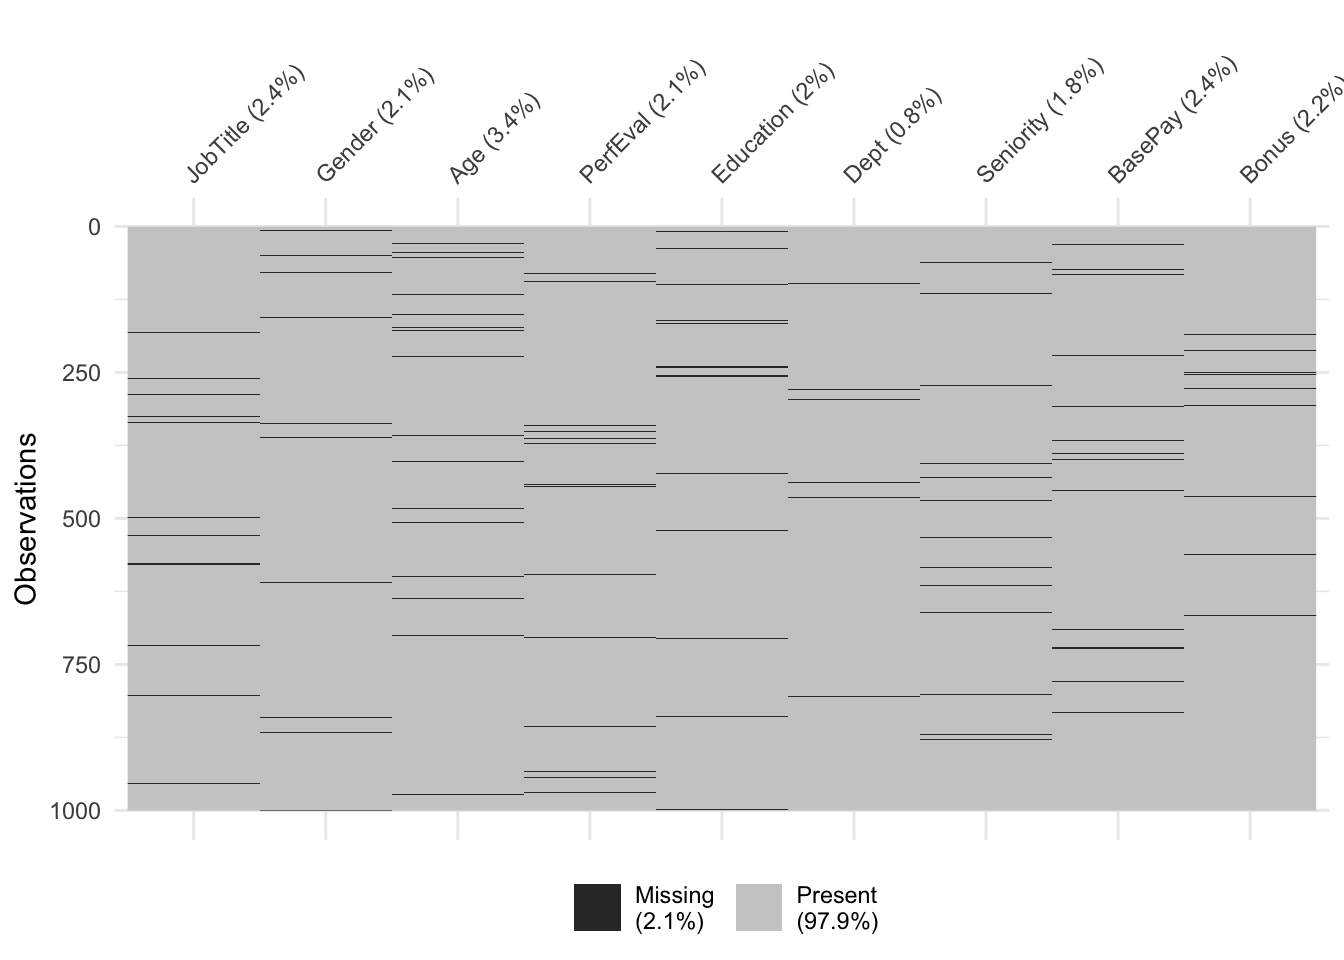 JobTitle (2.4%)
Gender (2.1%)
Age (3.4%)
PerfEval (2.1%)
Education (2%)
Dept (0.8%)
Seniority (1.8%)
BasePay (2.4%)
Bonus (2.2%)
0
250
500
750
1000
Observations
Missing
(2.1%)
Present
(97.9%)